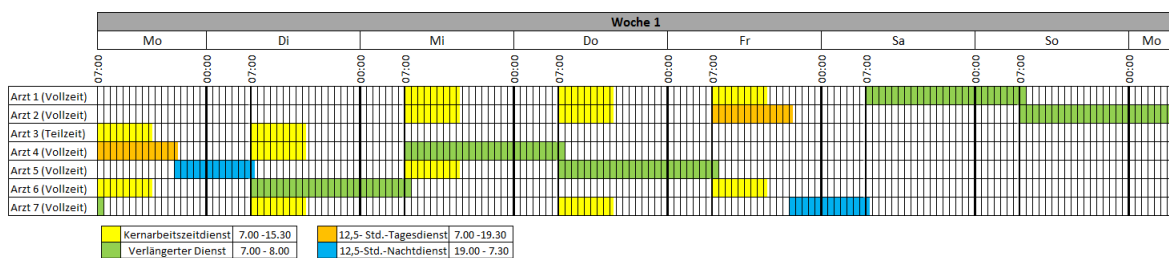 Woche 1
Mo Di Mi Do Fr Sa So Mo
07:00 00:00 07:00 00:00 07:00 00:00 07:00 00:00 07:00 00:00 07:00 00:00 07:00 00:00
Arzt 1 (Vollzeit)
Arzt 2 (Vollzeit)
Arzt 3 (Teilzeit)
Arzt 4 (Vollzeit)
Arzt 5 (Vollzeit)
Arzt 6 (Vollzeit)
Arzt 7 (Vollzeit)
Kernarbeitszeitdienst 7.00 -15.30 12,5- Std.-Tagesdienst 7.00 -19.30
Verlängerter Dienst 7.00 - 8.00 12,5-Std.-Nachtdienst 19.00 - 7.30